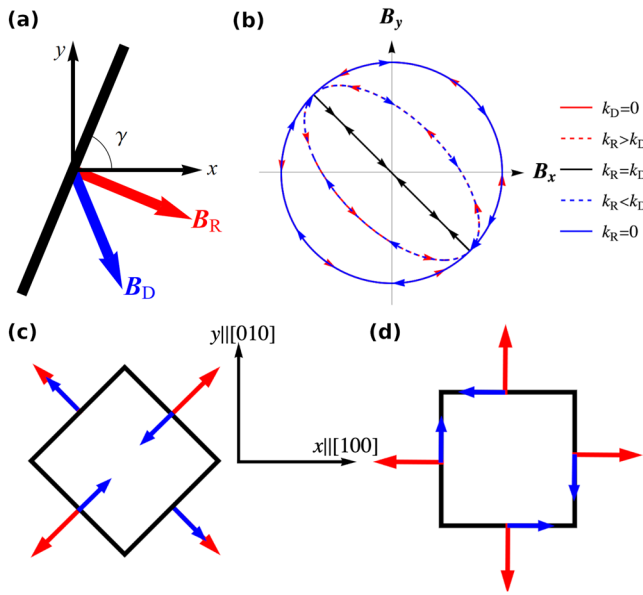 (a)
y
γ
x
B_R
B_D
(b)
B_y
B_x
k_D=0
k_R>k_D
k_R=k_D
k_R<k_D
k_R=0
(c)
y||[010]
x||[100]
(d)